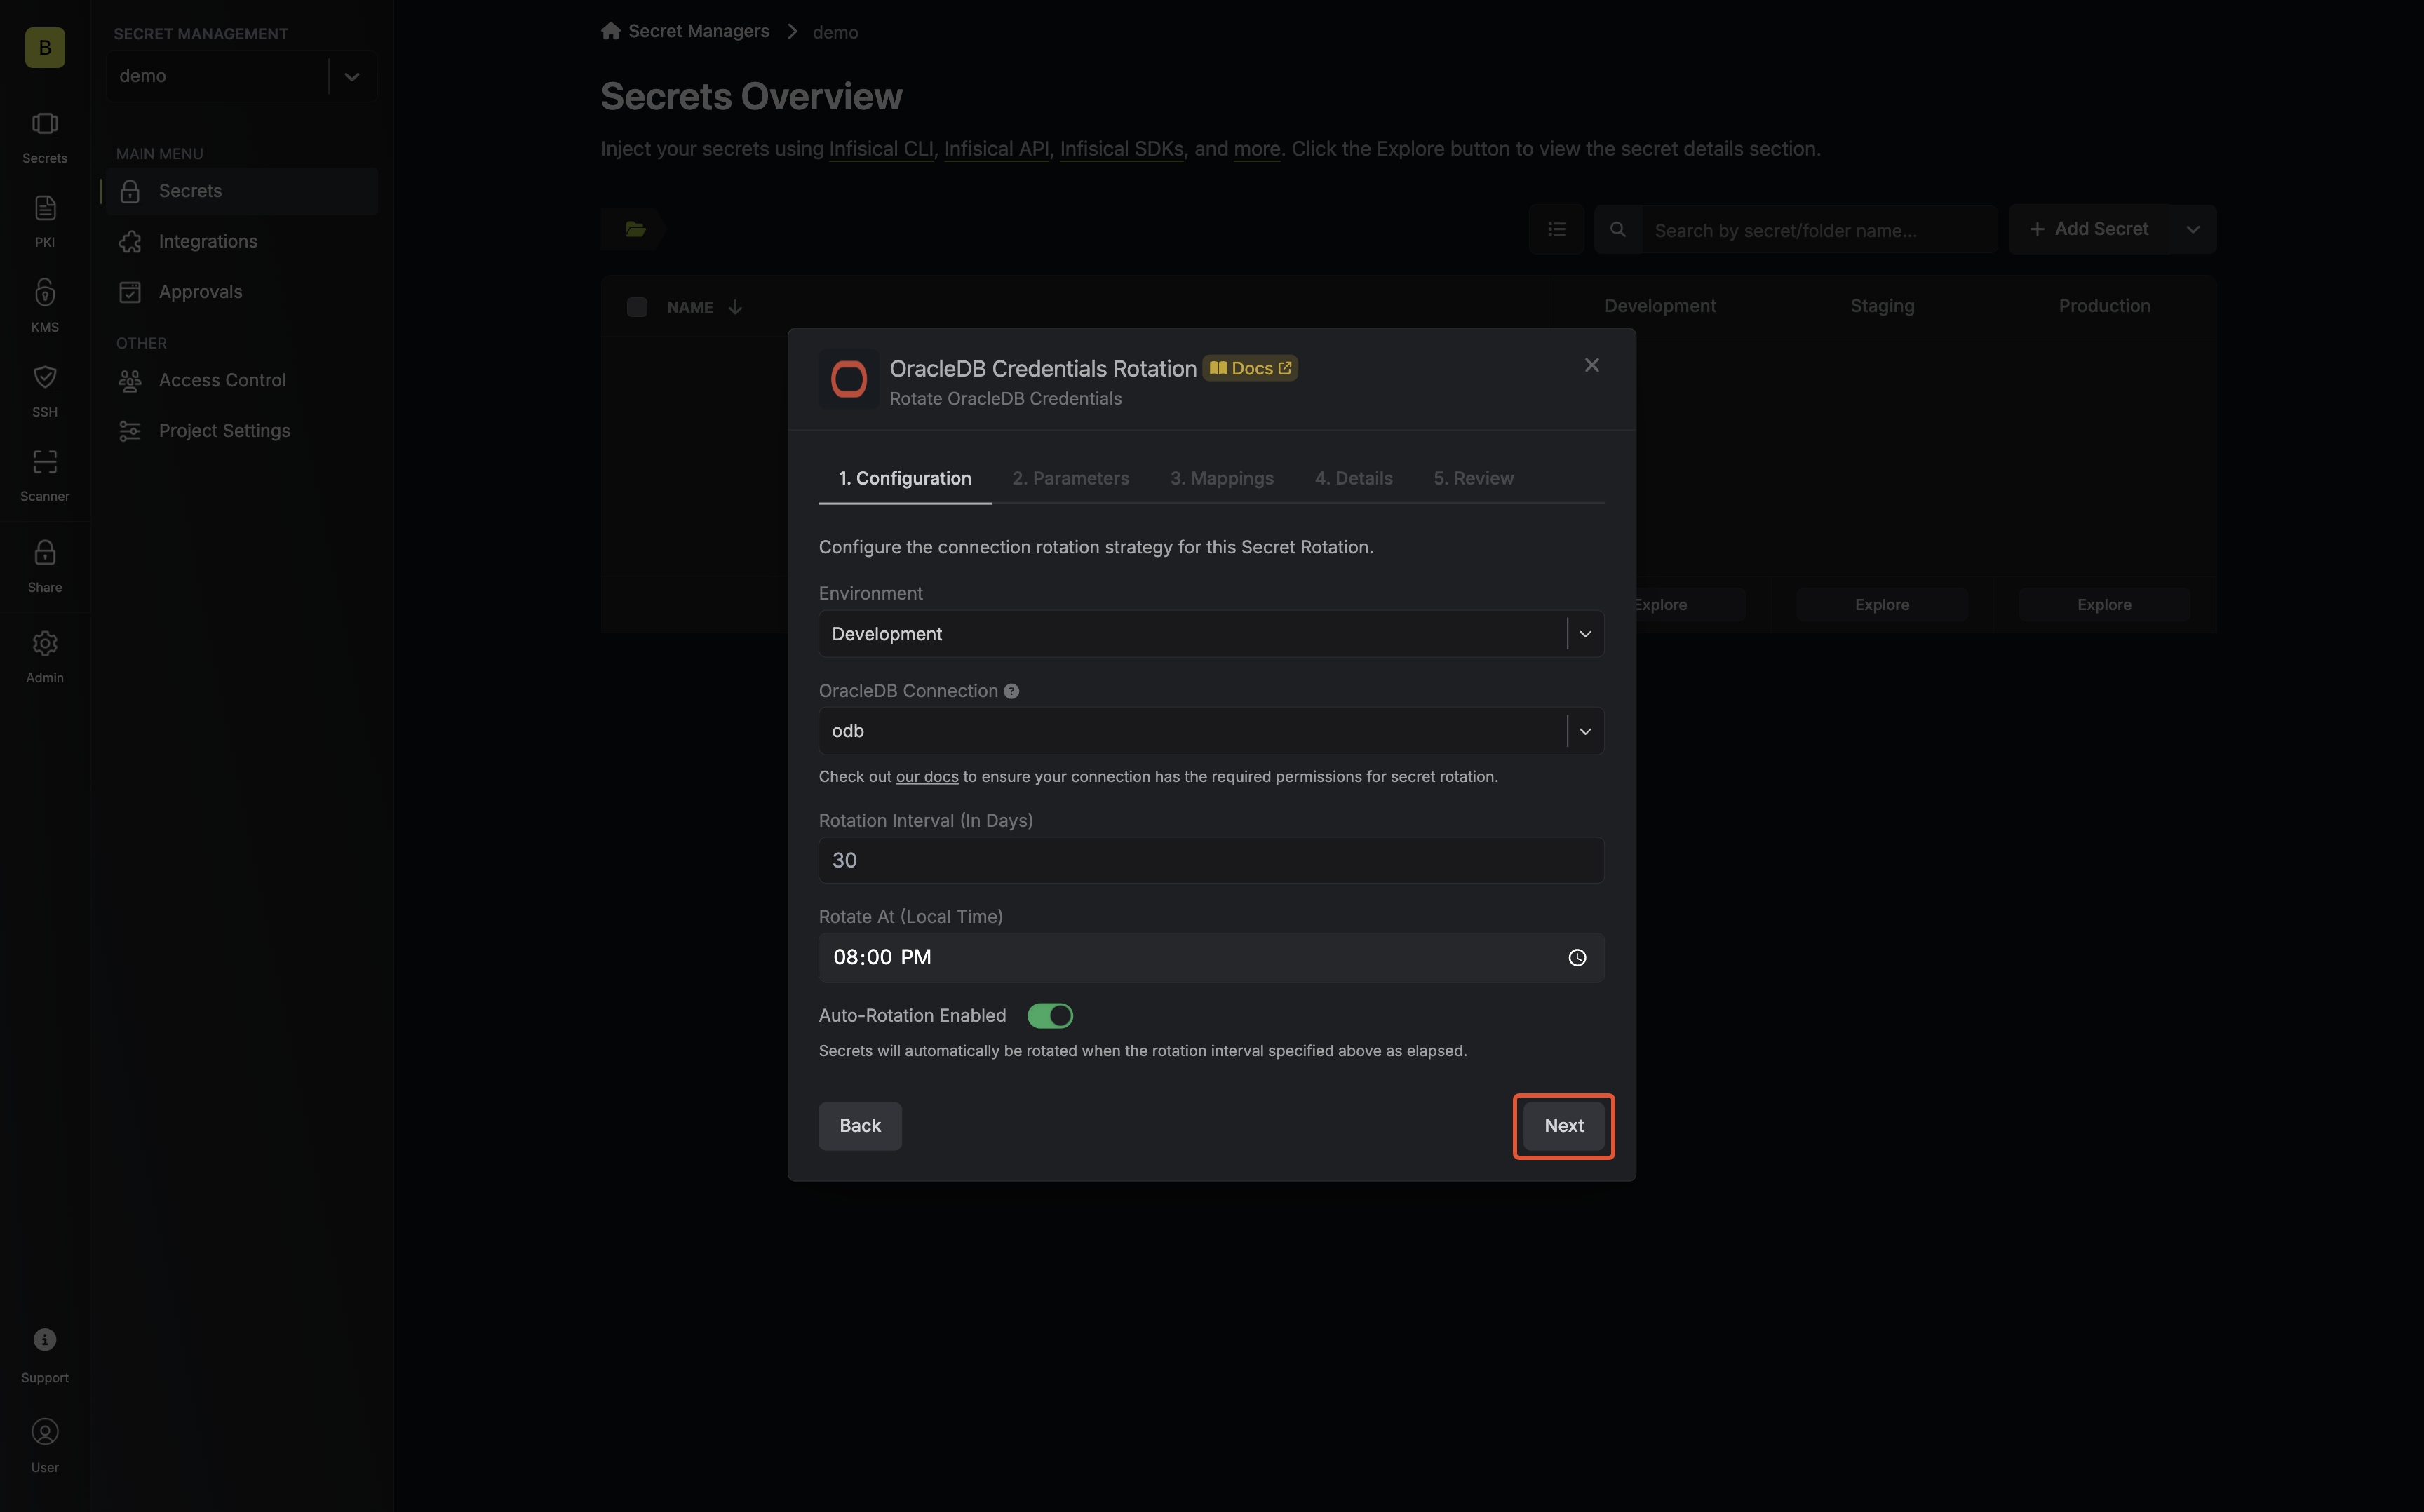 B
Secrets
PKI
KMS
SSH
Scanner
Share
Admin
Support
User
SECRET MANAGEMENT
demo
MAIN MENU
Secrets
Integrations
Approvals
OTHER
Access Control
Project Settings
Secret Managers demo
Secrets Overview
Inject your secrets using Infisical CLI, Infisical API, Infisical SDKs, and more. Click the Explore button to view the secret details section.
Search by secret/folder name...
+ Add Secret
NAME Development Staging Production
Explore Explore Explore
OracleDB Credentials Rotation Docs
Rotate OracleDB Credentials
1. Configuration 2. Parameters 3. Mappings 4. Details 5. Review
Configure the connection rotation strategy for this Secret Rotation.
Environment
Development
OracleDB Connection ?
odb
Check out our docs to ensure your connection has the required permissions for secret rotation.
Rotation Interval (In Days)
30
Rotate At (Local Time)
08:00 PM
Auto-Rotation Enabled
Secrets will automatically be rotated when the rotation interval specified above as elapsed.
Back Next